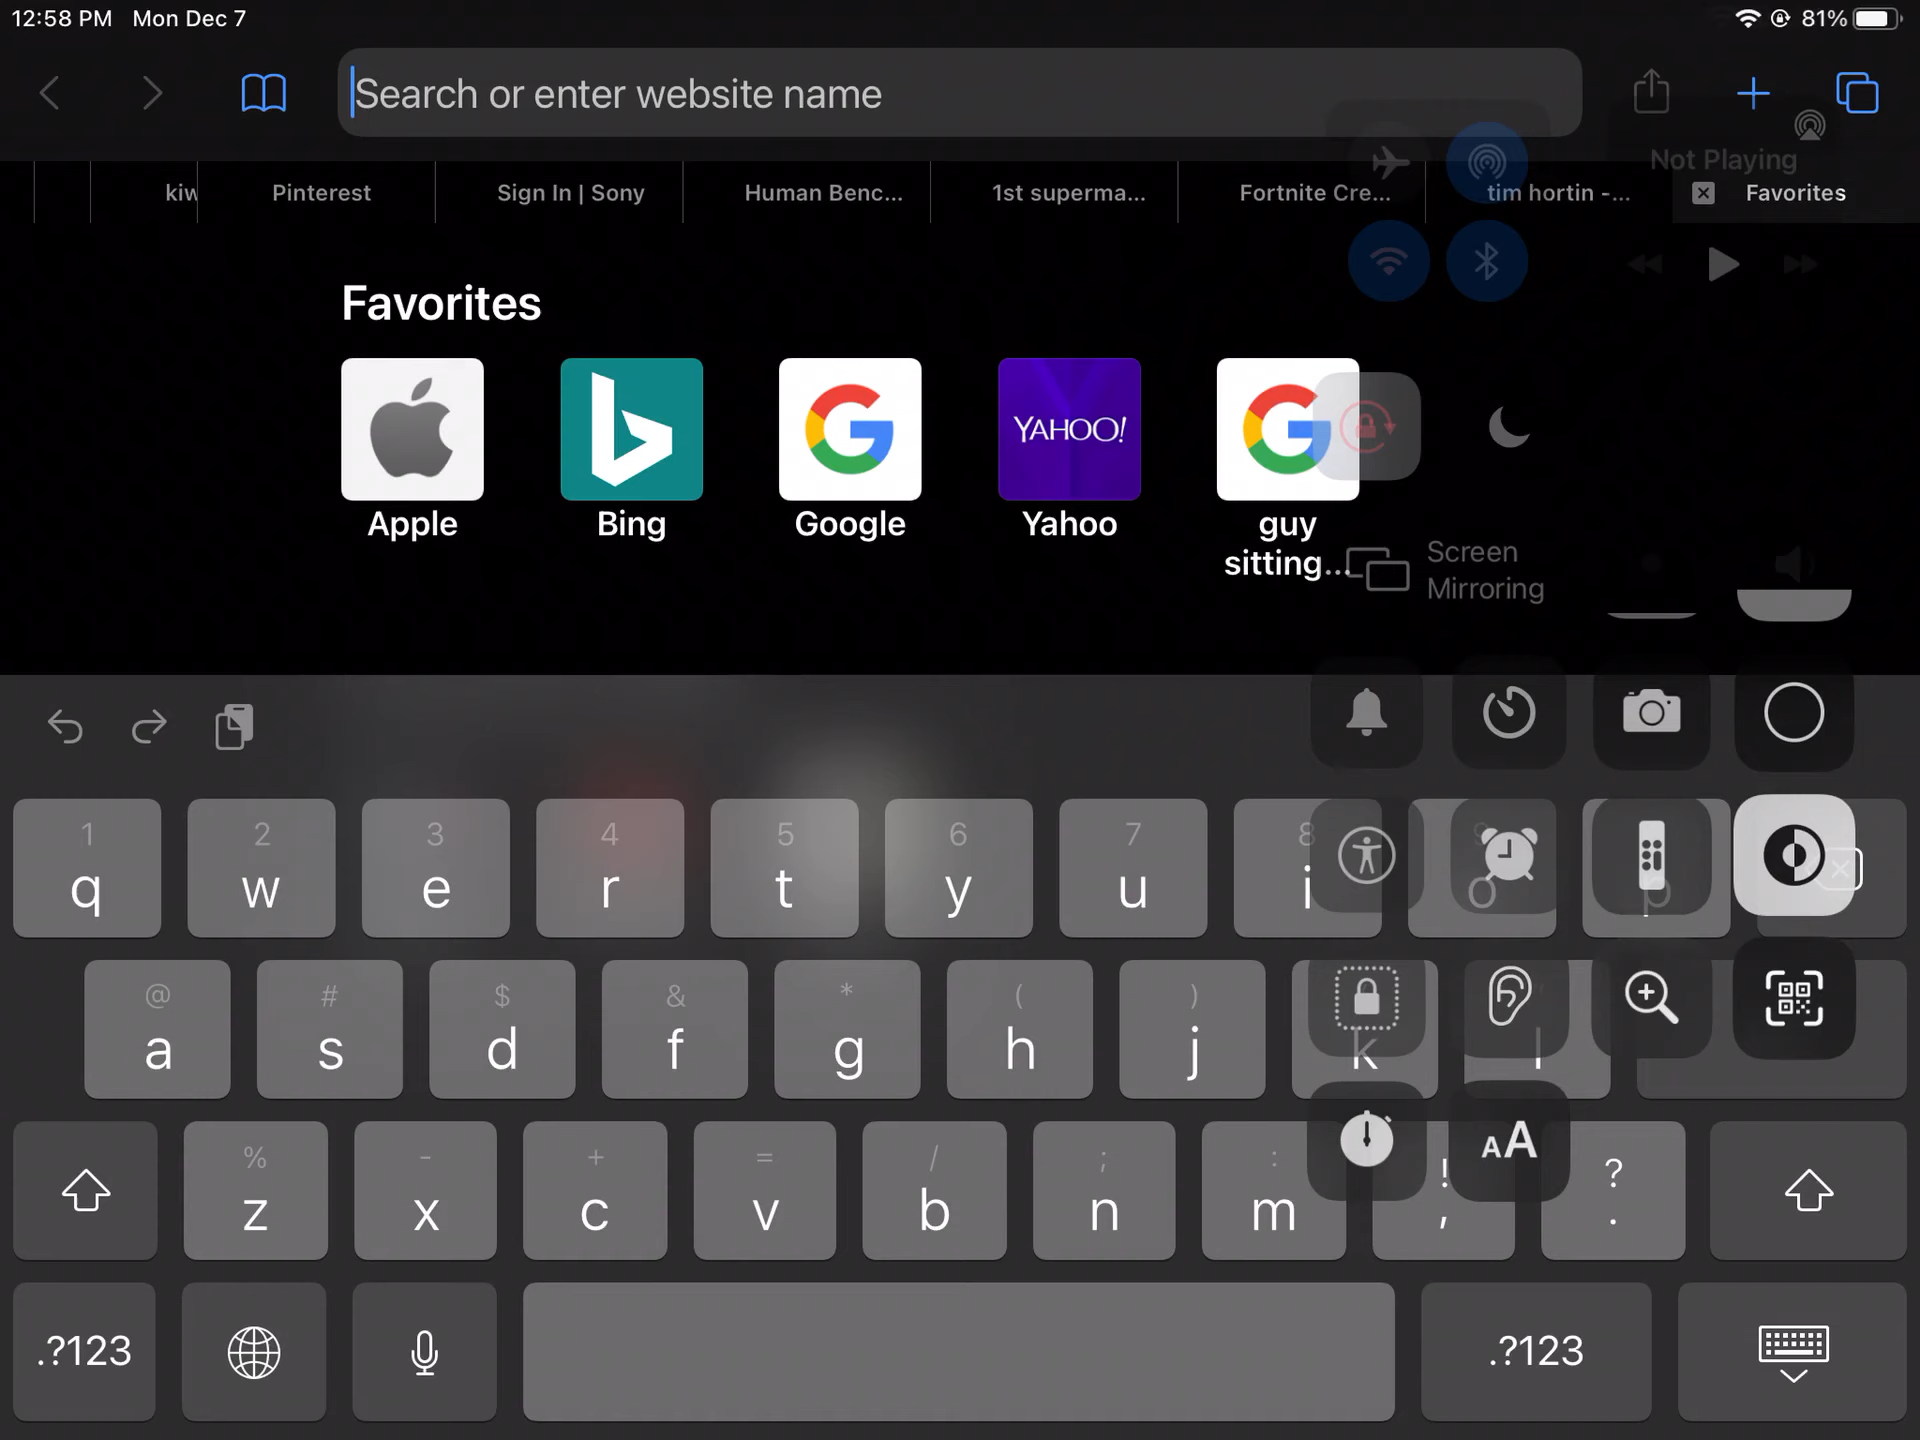 12:58 PM Mon Dec 7
81%
Search or enter website name
Not Playing
kiw
Pinterest
Sign In | Sony
Human Benc...
1st superma...
Fortnite Cre...
tim hortin -...
Favorites
Favorites
YAHOO!
Apple
Bing
Google
Yahoo
guy
sitting...
Screen
Mirroring
1 2 3 4 5 6 7 8 9
q w e r t y u i o p
@ # $ & * ( ) '
a s d f g h j k l
% - + = / ; : ! ?
z x c v b n m , .
AA
.?123
.?123